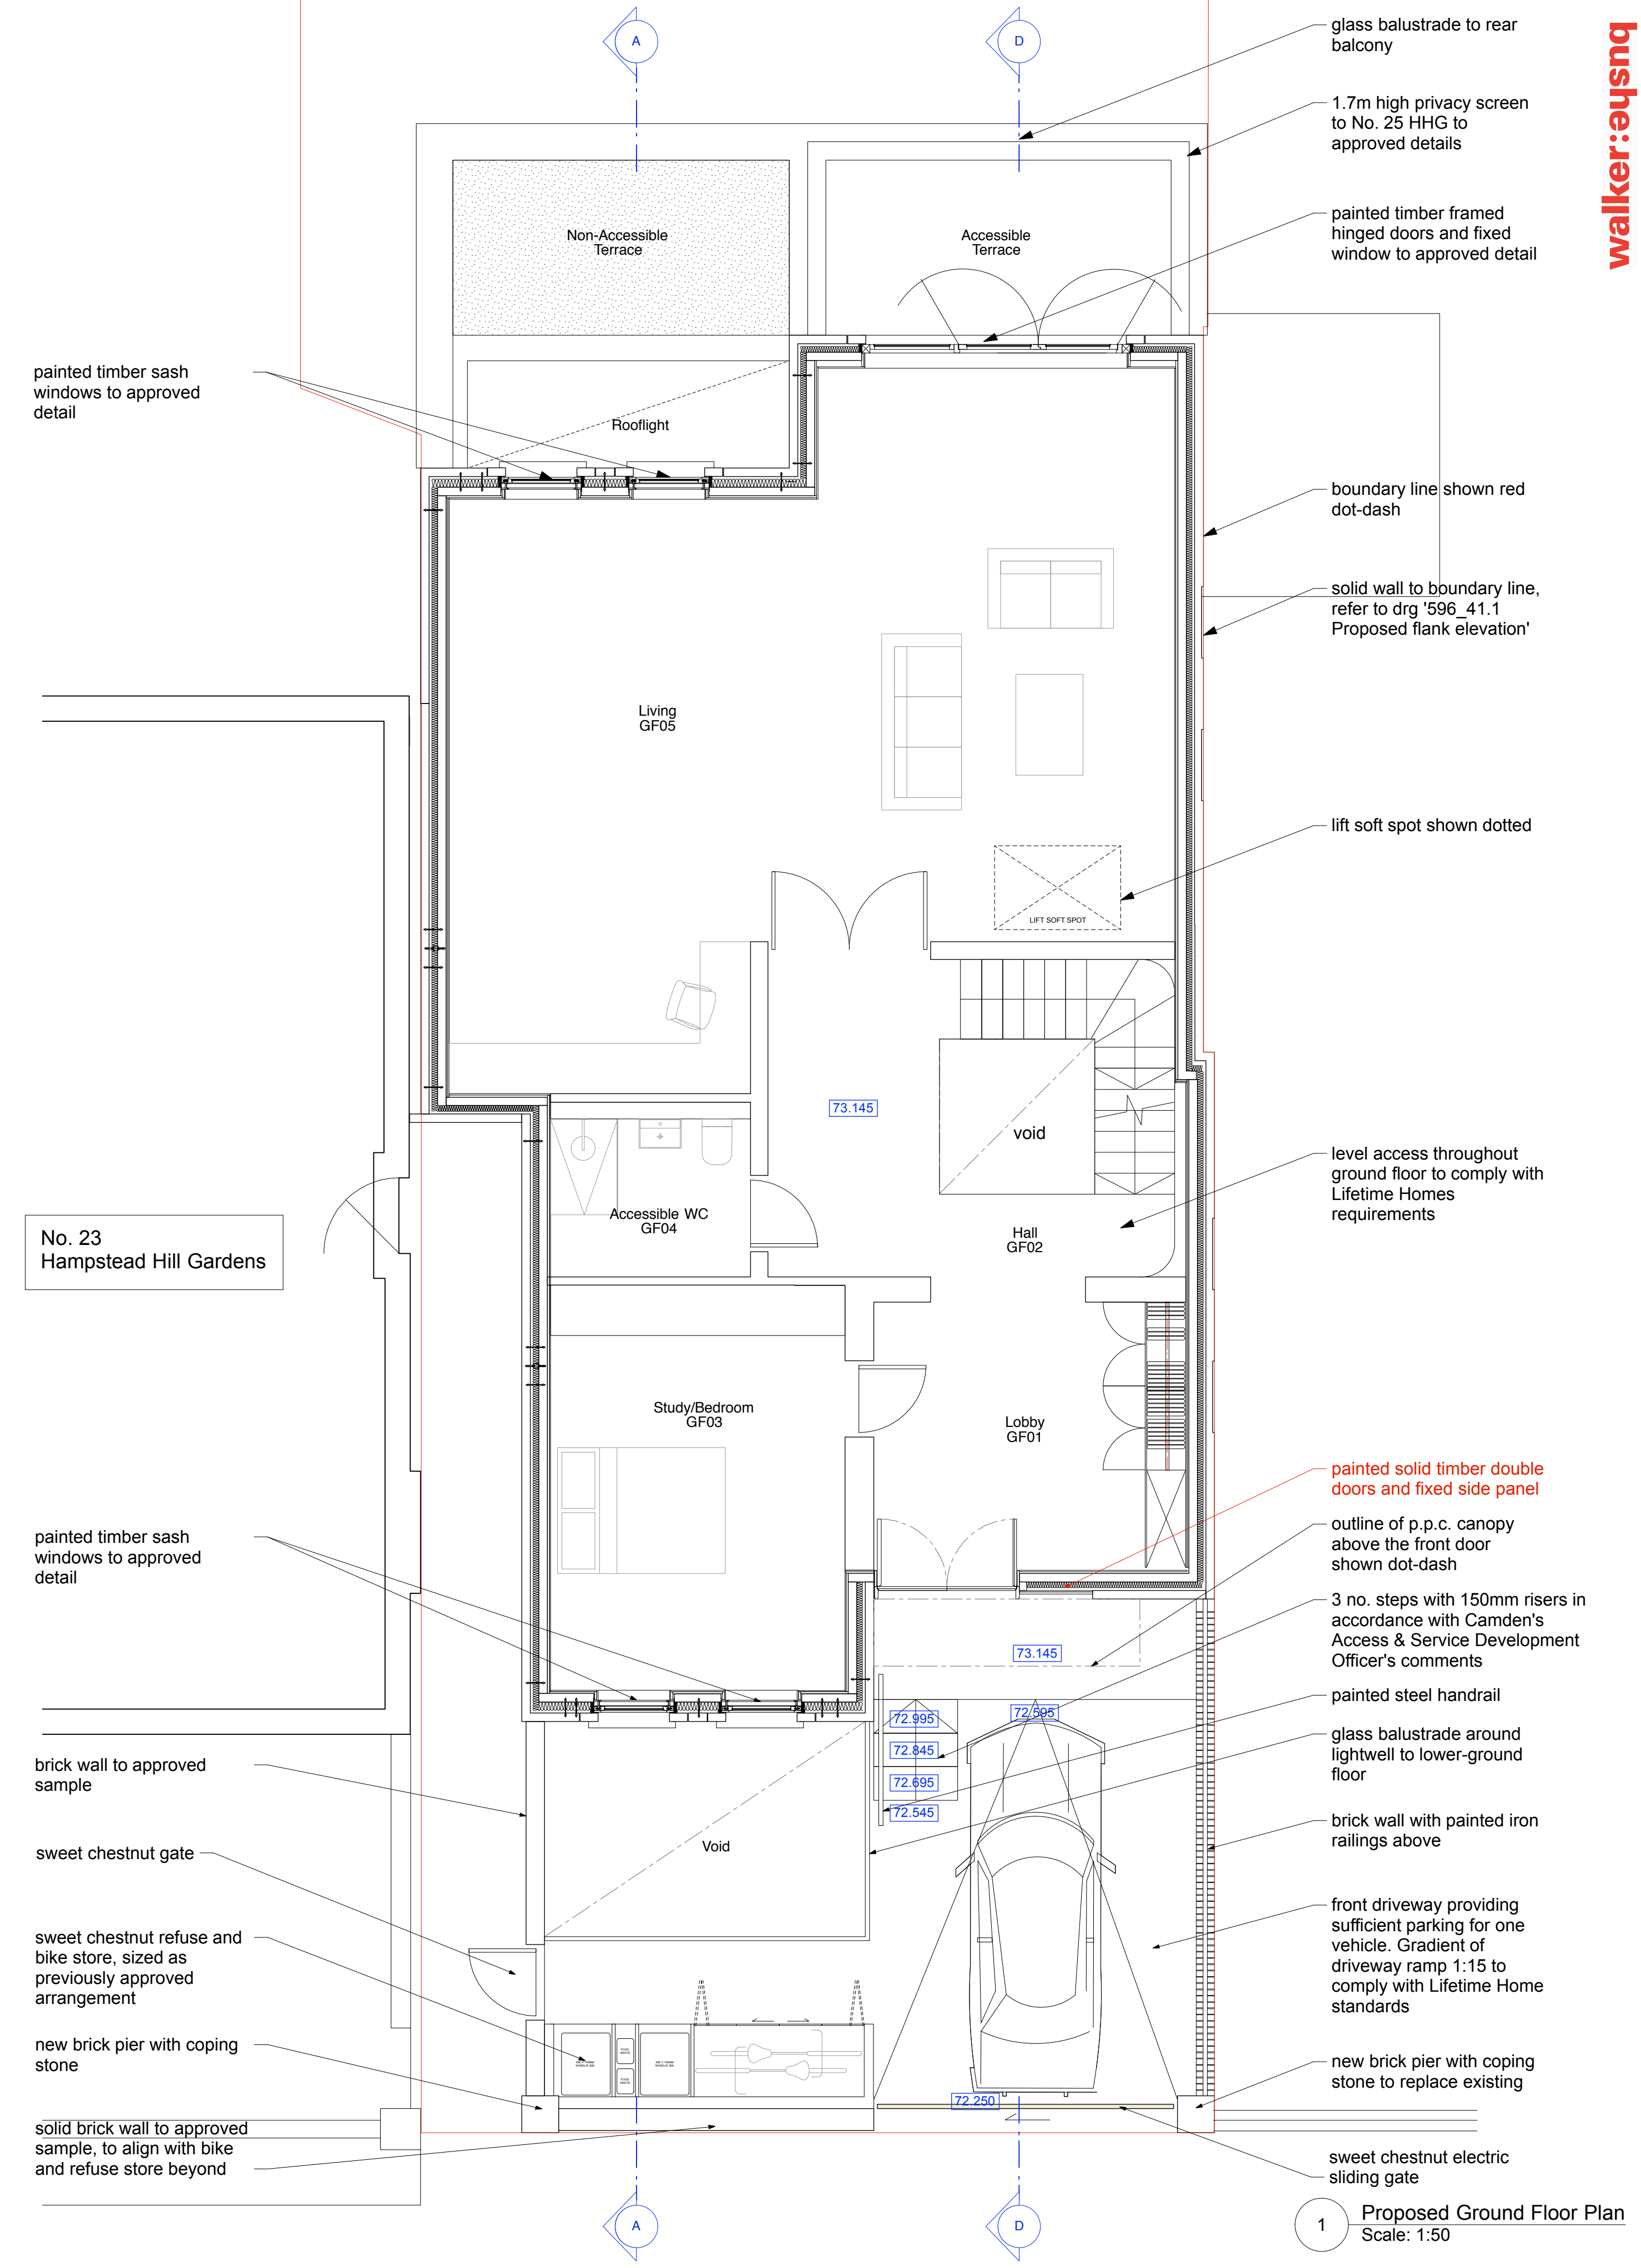 A
D
glass balustrade to rear
balcony
walker:bushe
1.7m high privacy screen
to No. 25 HHG to
approved details
painted timber framed
hinged doors and fixed
window to approved detail
Non-Accessible
Terrace
Accessible
Terrace
painted timber sash
windows to approved
detail
Rooflight
boundary line shown red
dot-dash
solid wall to boundary line,
refer to drg '596_41.1
Proposed flank elevation'
Living
GF05
lift soft spot shown dotted
LIFT SOFT SPOT
73.145
void
level access throughout
ground floor to comply with
Lifetime Homes
requirements
Accessible WC
GF04
Hall
GF02
No. 23
Hampstead Hill Gardens
Study/Bedroom
GF03
Lobby
GF01
painted solid timber double
doors and fixed side panel
painted timber sash
windows to approved
detail
outline of p.p.c. canopy
above the front door
shown dot-dash
3 no. steps with 150mm risers in
accordance with Camden's
Access & Service Development
Officer's comments
73.145
painted steel handrail
72.995
72.595
72.845
72.695
72.545
glass balustrade around
lightwell to lower-ground
floor
brick wall to approved
sample
brick wall with painted iron
railings above
Void
sweet chestnut gate
front driveway providing
sufficient parking for one
vehicle. Gradient of
driveway ramp 1:15 to
comply with Lifetime Home
standards
sweet chestnut refuse and
bike store, sized as
previously approved
arrangement
new brick pier with coping
stone
FOOD
WASTE
FOOD
WASTE
new brick pier with coping
stone to replace existing
72.250
solid brick wall to approved
sample, to align with bike
and refuse store beyond
sweet chestnut electric
sliding gate
A
D
1
Proposed Ground Floor Plan
Scale: 1:50